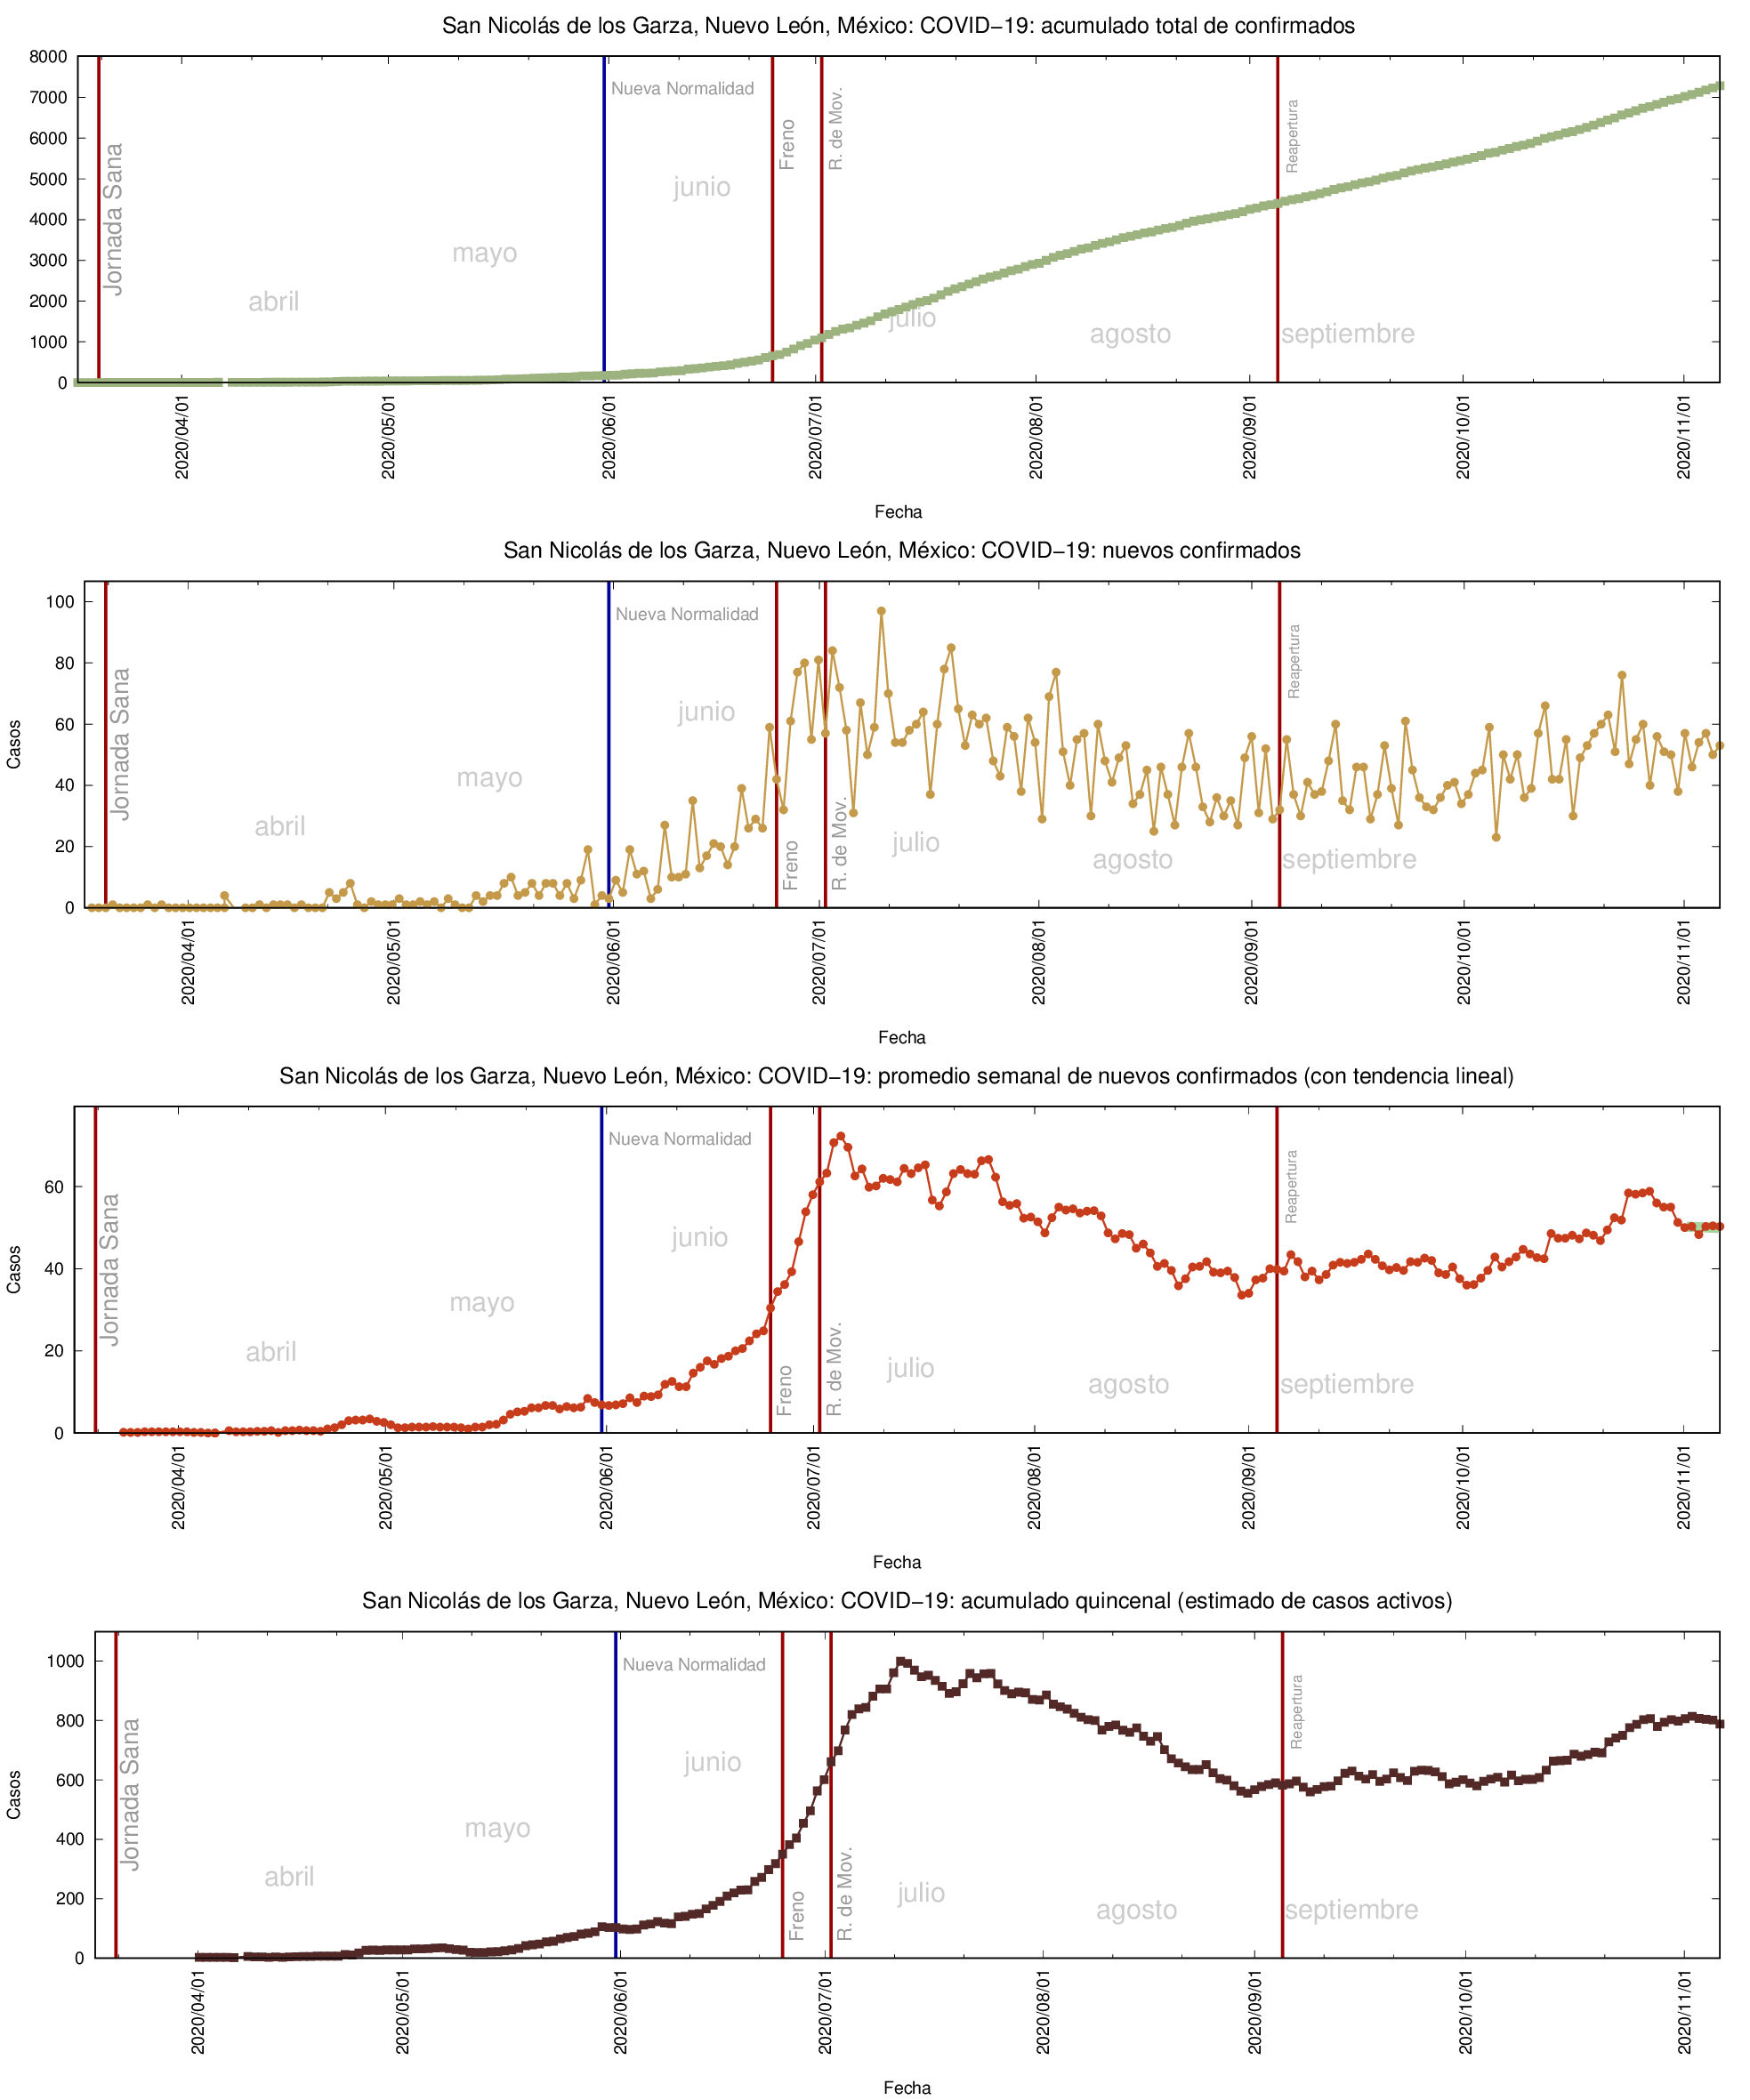 San Nicolás de los Garza, Nuevo León, México: COVID−19: acumulado total de confirmados
8000
7000
6000
5000
4000
3000
2000
1000
0
Jornada Sana
abril
mayo
Nueva Normalidad
junio
Freno
R. de Mov.
julio
agosto
Reapertura
septiembre
2020/04/01
2020/05/01
2020/06/01
2020/07/01
2020/08/01
2020/09/01
2020/10/01
2020/11/01
Fecha
San Nicolás de los Garza, Nuevo León, México: COVID−19: nuevos confirmados
Casos
100
80
60
40
20
0
Jornada Sana
abril
mayo
Nueva Normalidad
junio
Freno
R. de Mov.
julio
agosto
Reapertura
septiembre
2020/04/01
2020/05/01
2020/06/01
2020/07/01
2020/08/01
2020/09/01
2020/10/01
2020/11/01
Fecha
San Nicolás de los Garza, Nuevo León, México: COVID−19: promedio semanal de nuevos confirmados (con tendencia lineal)
Casos
60
40
20
0
Jornada Sana
abril
mayo
Nueva Normalidad
junio
Freno
R. de Mov.
julio
agosto
Reapertura
septiembre
2020/04/01
2020/05/01
2020/06/01
2020/07/01
2020/08/01
2020/09/01
2020/10/01
2020/11/01
Fecha
San Nicolás de los Garza, Nuevo León, México: COVID−19: acumulado quincenal (estimado de casos activos)
Casos
1000
800
600
400
200
0
Jornada Sana
abril
mayo
Nueva Normalidad
junio
Freno
R. de Mov.
julio
agosto
Reapertura
septiembre
2020/04/01
2020/05/01
2020/06/01
2020/07/01
2020/08/01
2020/09/01
2020/10/01
2020/11/01
Fecha